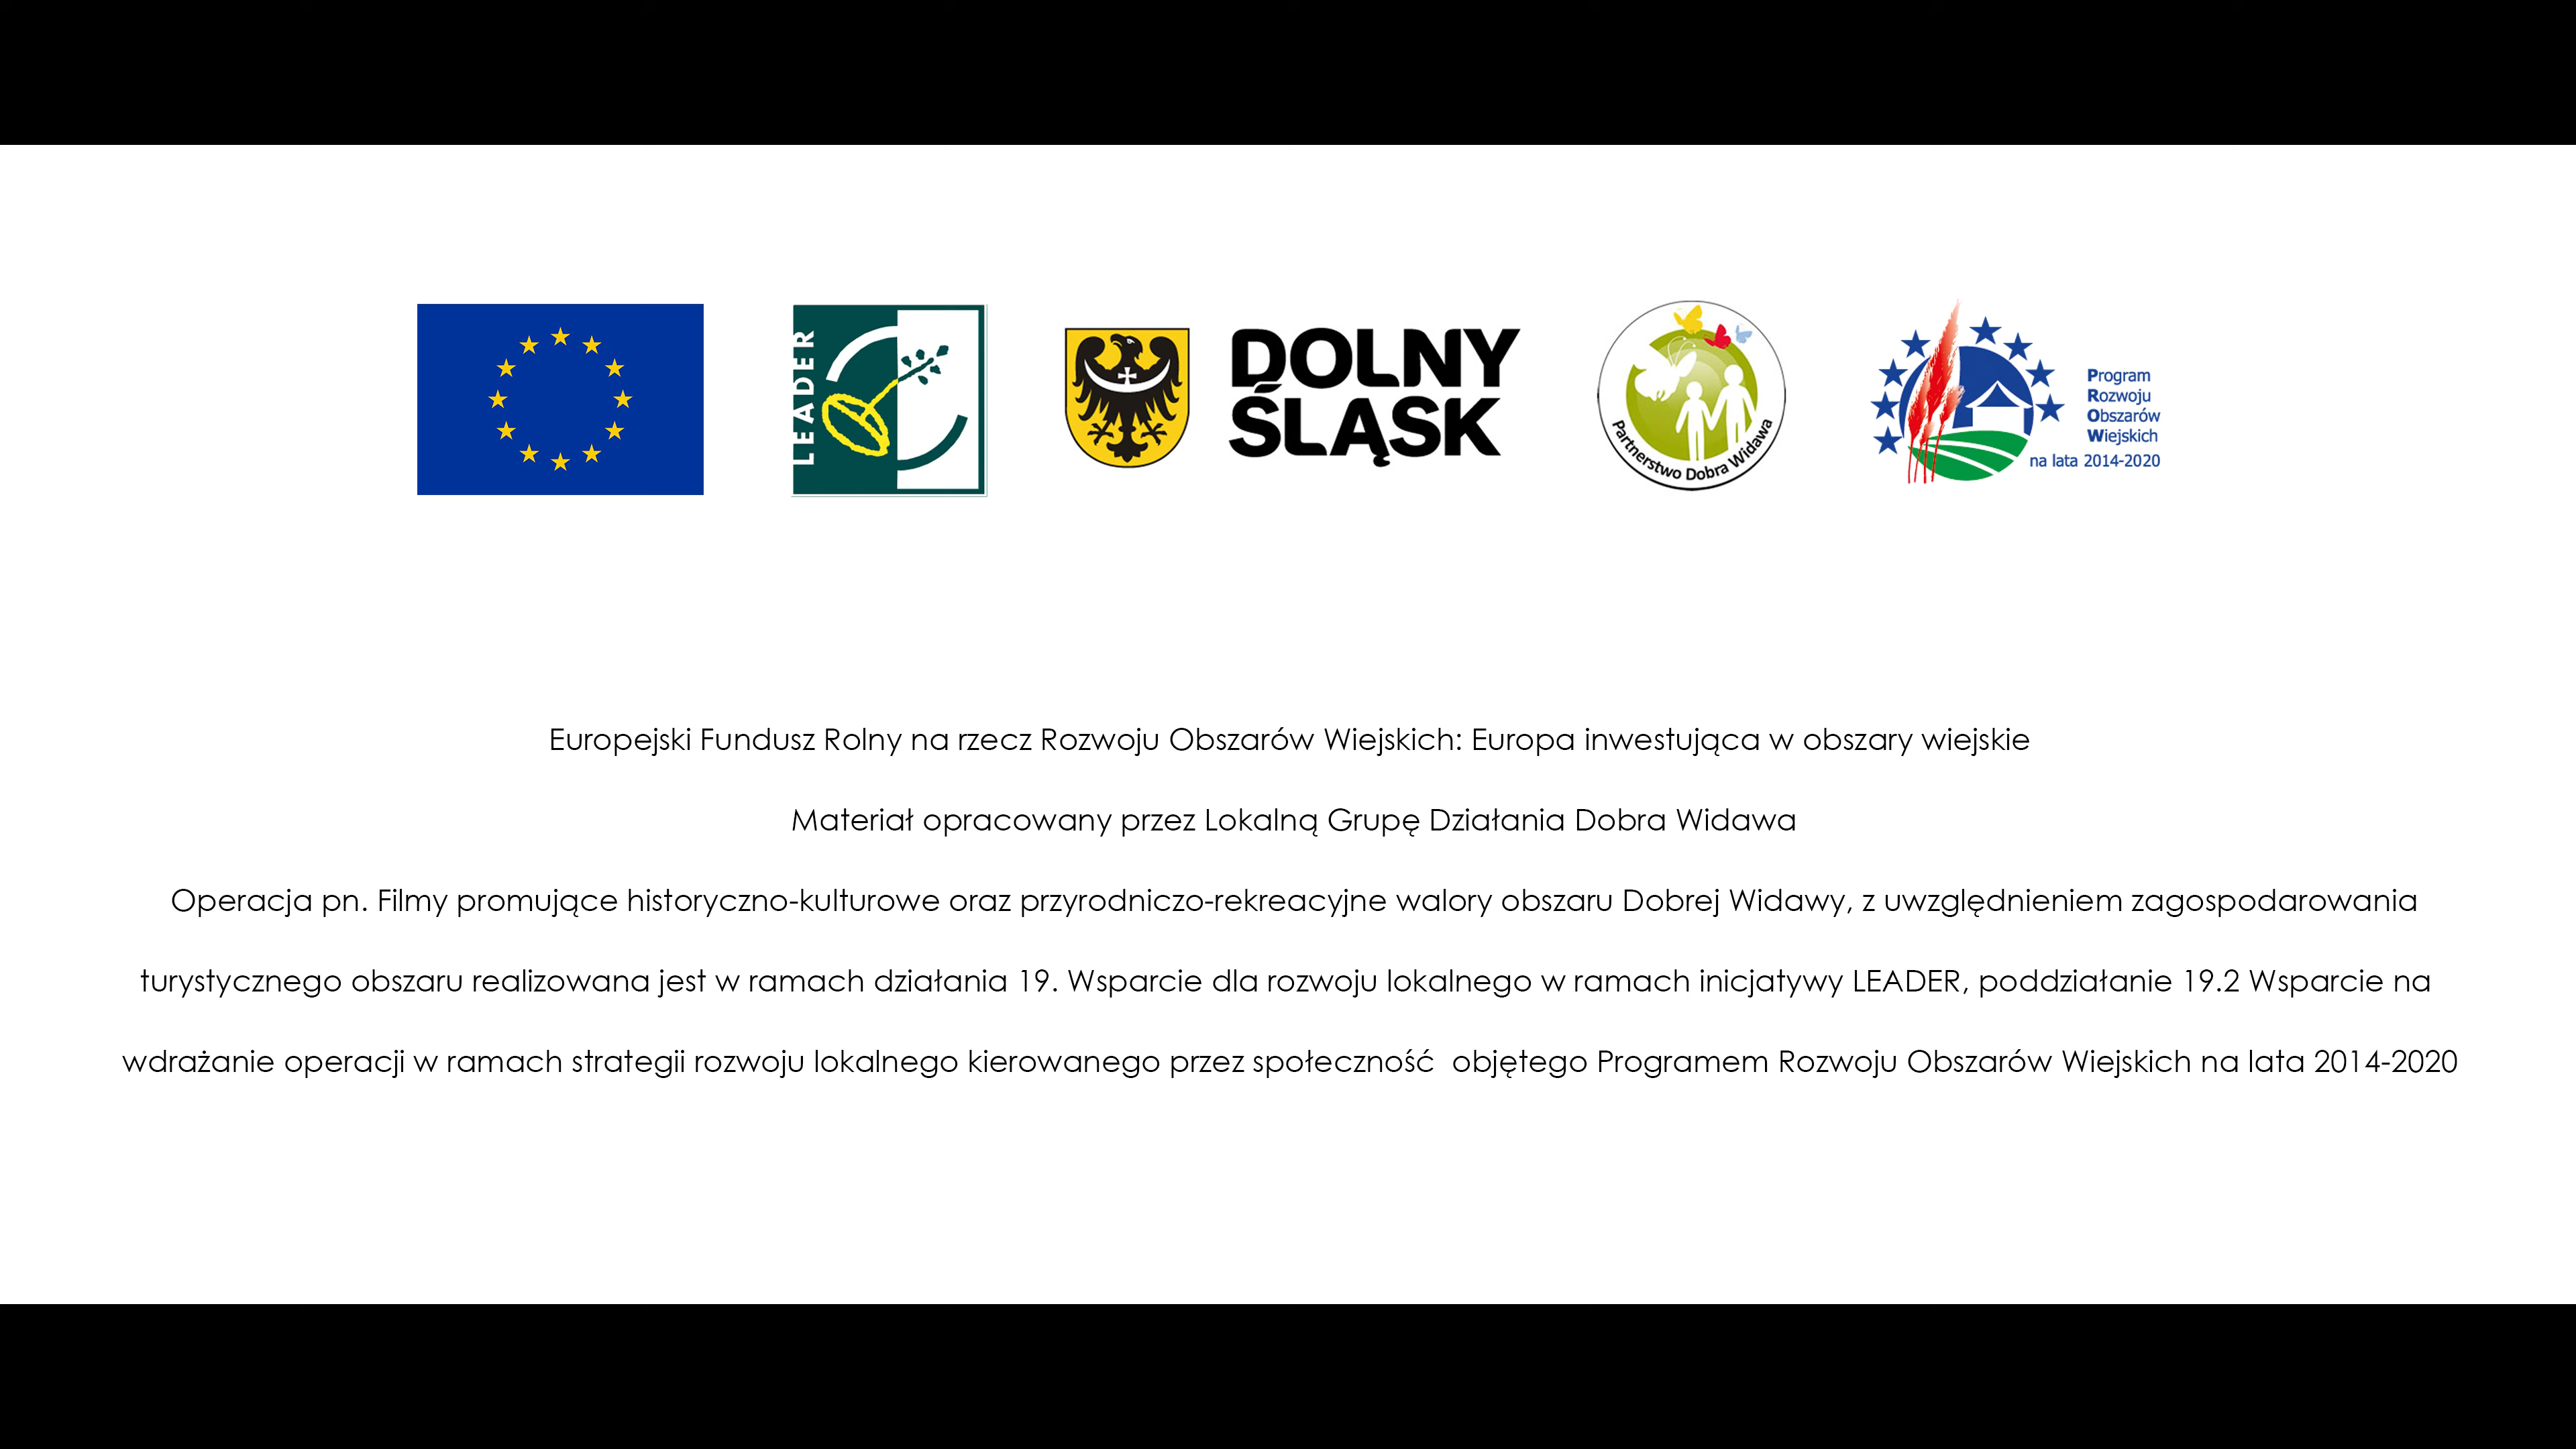 LEADER
DOLNY
ŚLĄSK
Partnerstwo Dobra Widawa
Program
Rozwoju
Obszarów
Wiejskich
na lata 2014-2020
Europejski Fundusz Rolny na rzecz Rozwoju Obszarów Wiejskich: Europa inwestująca w obszary wiejskie
Materiał opracowany przez Lokalną Grupę Działania Dobra Widawa
Operacja pn. Filmy promujące historyczno-kulturowe oraz przyrodniczo-rekreacyjne walory obszaru Dobrej Widawy, z uwzględnieniem zagospodarowania
turystycznego obszaru realizowana jest w ramach działania 19. Wsparcie dla rozwoju lokalnego w ramach inicjatywy LEADER, poddziałanie 19.2 Wsparcie na
wdrażanie operacji w ramach strategii rozwoju lokalnego kierowanego przez społeczność  objętego Programem Rozwoju Obszarów Wiejskich na lata 2014-2020